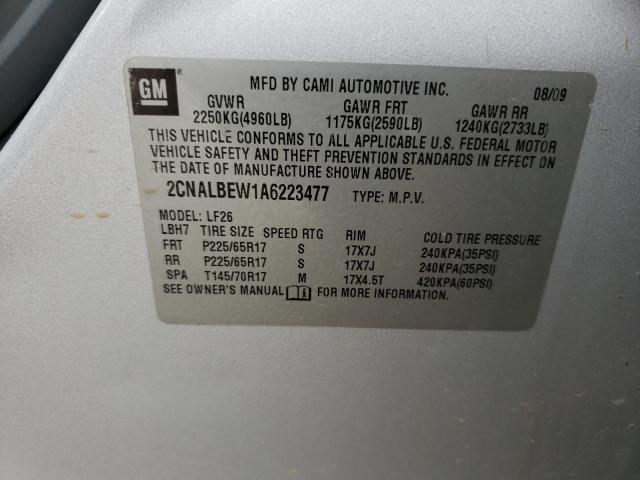 GM
MFD BY CAMI AUTOMOTIVE INC. 08/09
GVWR GAWR FRT GAWR RR
2250KG(4960LB) 1175KG(2590LB) 1240KG(2733LB)
THIS VEHICLE CONFORMS TO ALL APPLICABLE U.S. FEDERAL MOTOR
VEHICLE SAFETY AND THEFT PREVENTION STANDARDS IN EFFECT ON
THE DATE OF MANUFACTURE SHOWN ABOVE.
2CNALBEW1A6223477 TYPE: M.P.V.
MODEL: LF26
LBH7 TIRE SIZE SPEED RTG RIM COLD TIRE PRESSURE
FRT P225/65R17 S 17X7J 240KPA(35PSI)
RR P225/65R17 S 17X7J 240KPA(35PSI)
SPA T145/70R17 M 17X4.5T 420KPA(60PSI)
SEE OWNER'S MANUAL FOR MORE INFORMATION.